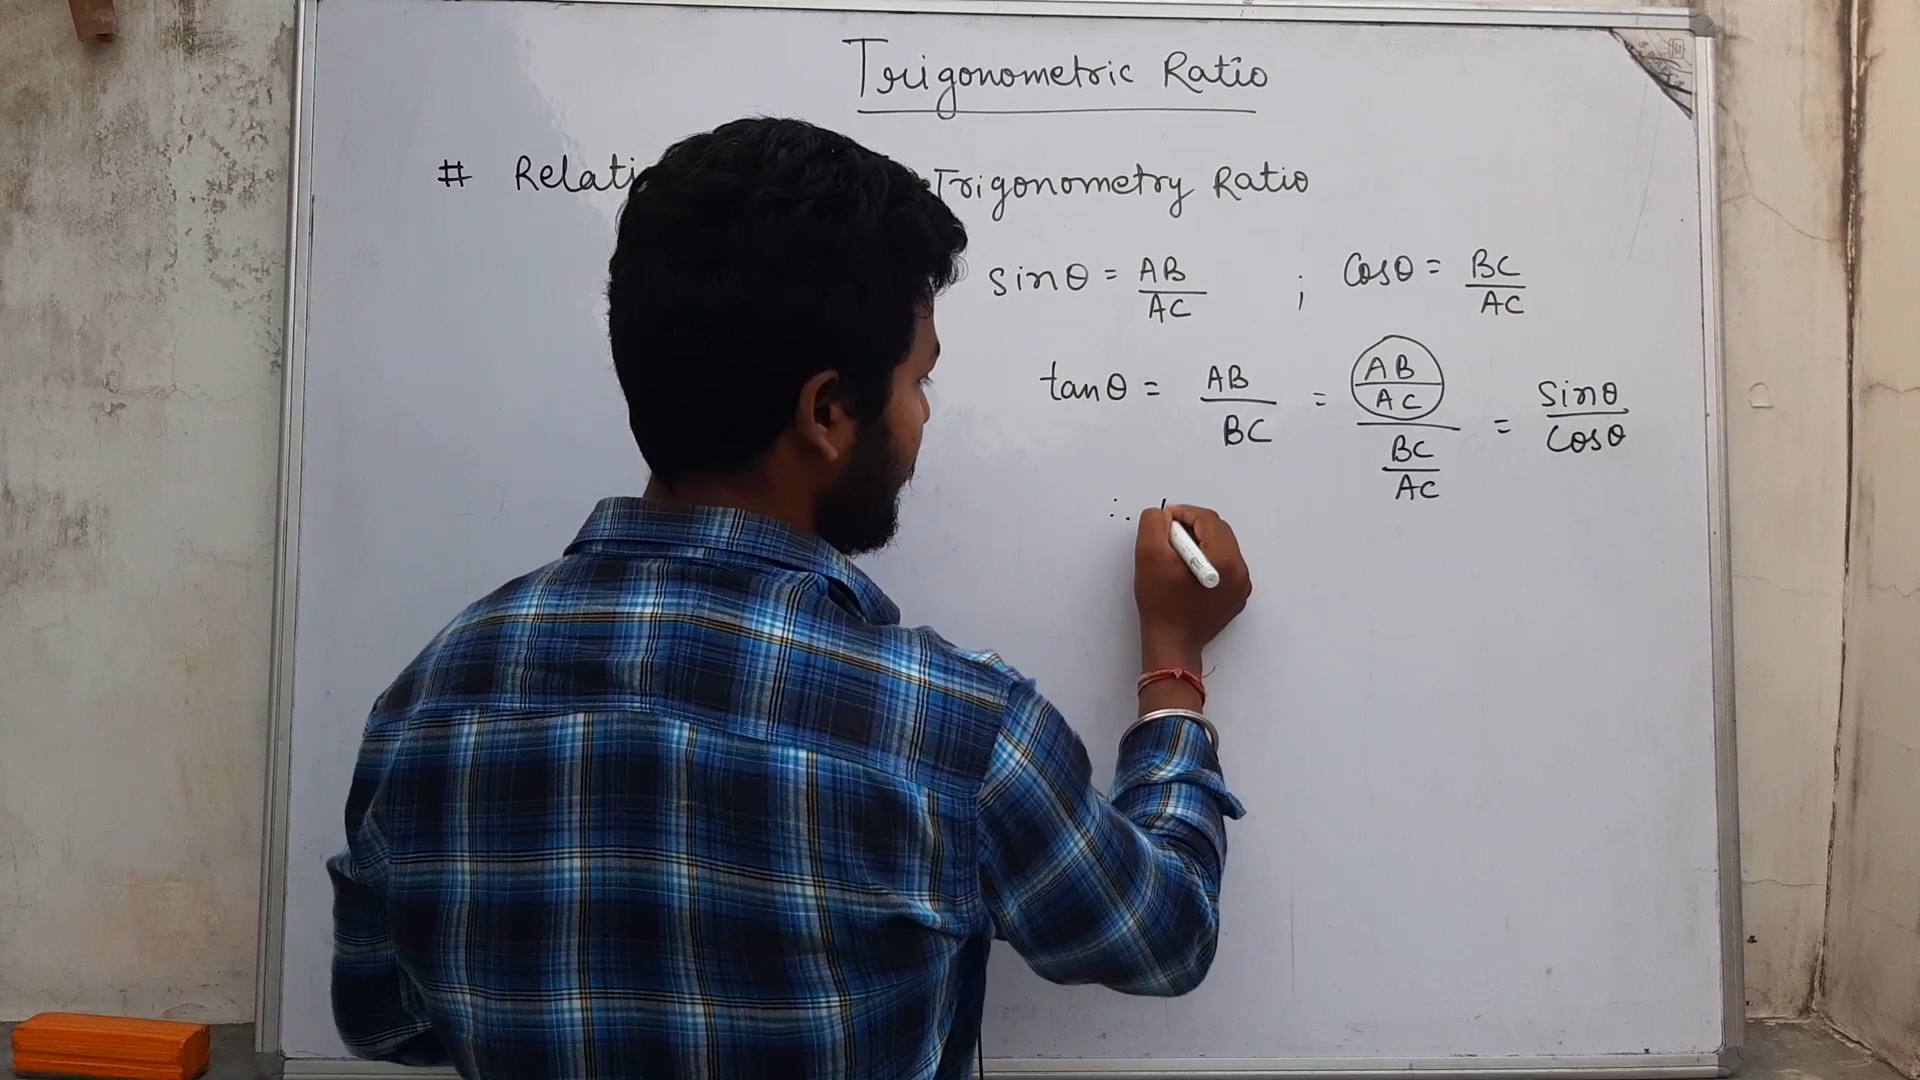 Trigonometric Ratio
# Relati Trigonometry Ratio
sinθ = AB/AC ; Cosθ = BC/AC
tanθ = AB/BC = (AB/AC)/(BC/AC) = Sinθ/Cosθ
∴